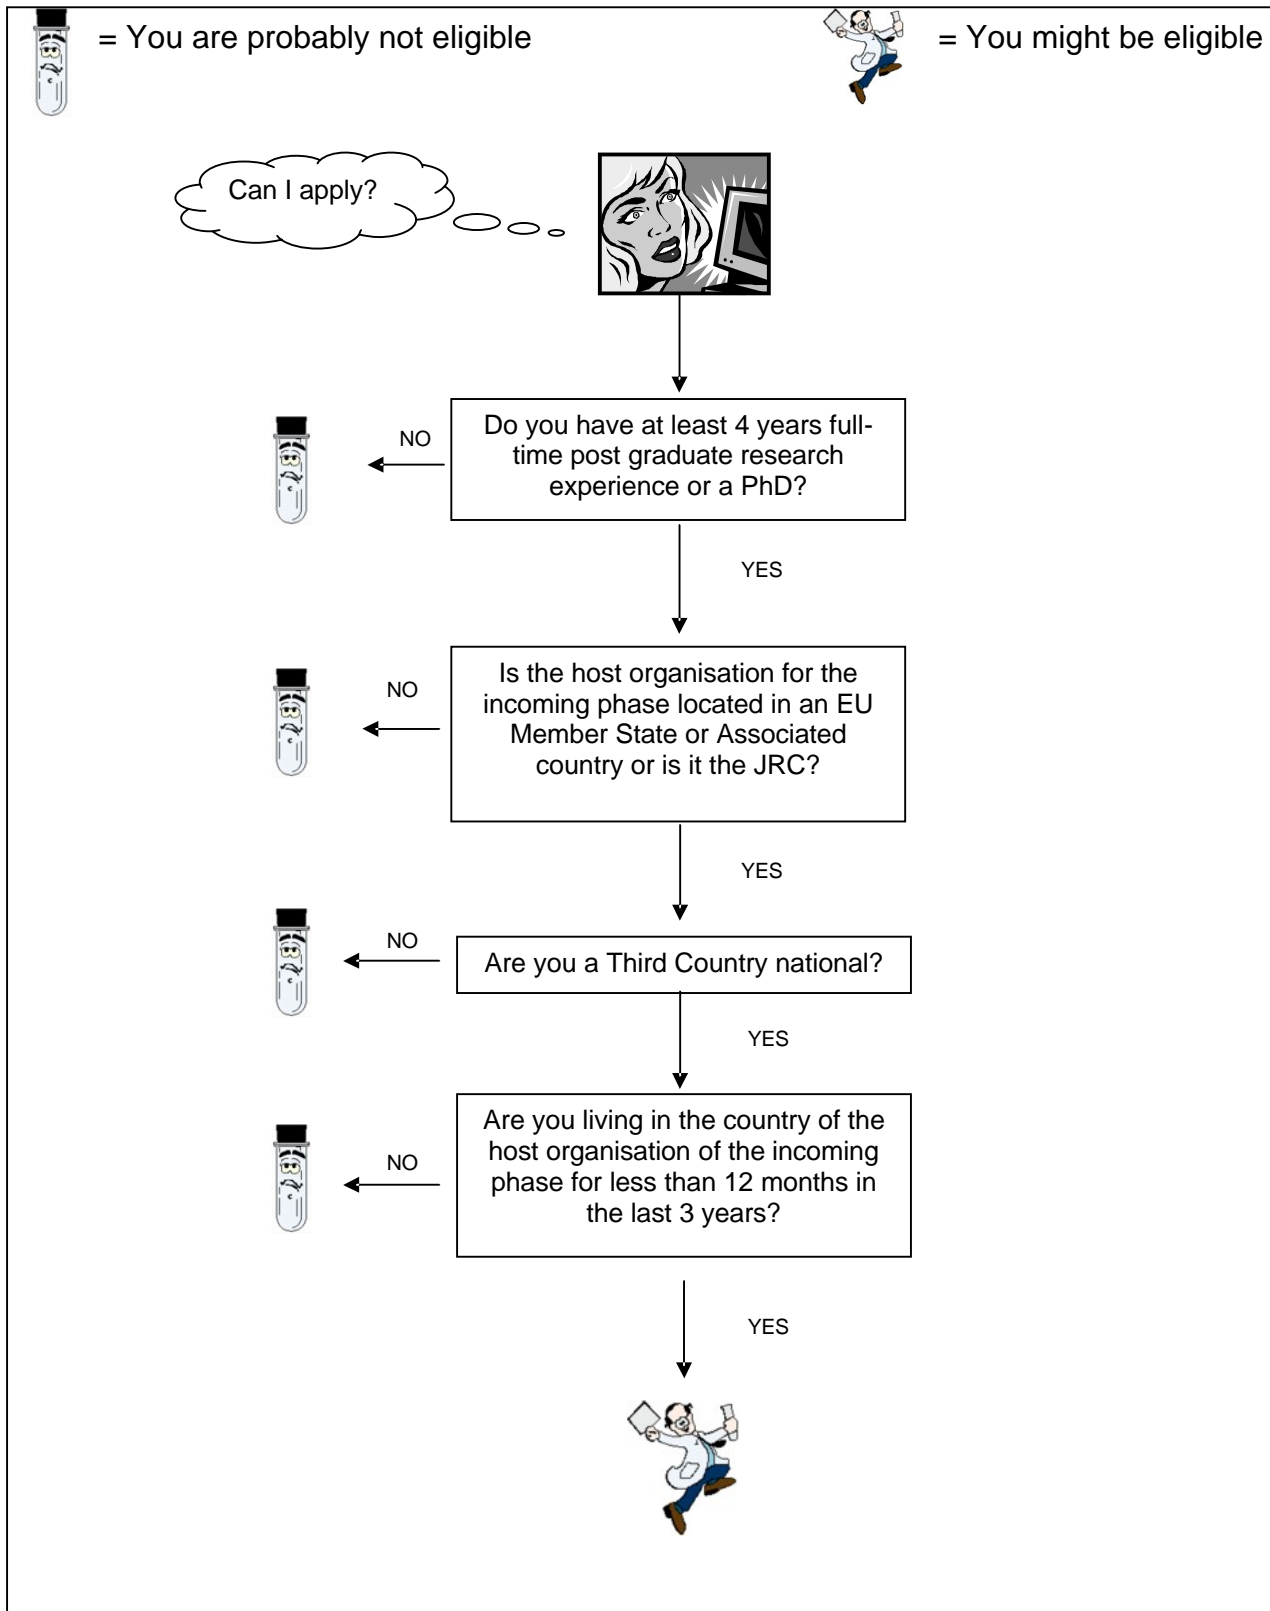 = You are probably not eligible
= You might be eligible
Can I apply?
Do you have at least 4 years full-
time post graduate research
experience or a PhD?
NO
YES
Is the host organisation for the
incoming phase located in an EU
Member State or Associated
country or is it the JRC?
NO
YES
Are you a Third Country national?
NO
YES
Are you living in the country of the
host organisation of the incoming
phase for less than 12 months in
the last 3 years?
NO
YES